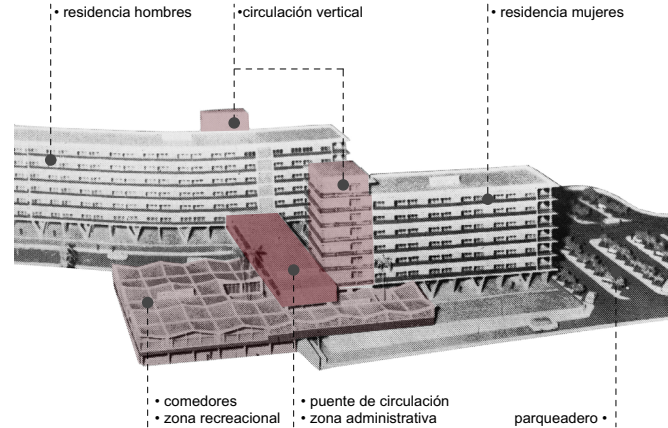 • residencia hombres
•circulación vertical
• residencia mujeres
• comedores
• zona recreacional
• puente de circulación
• zona administrativa
parqueadero •